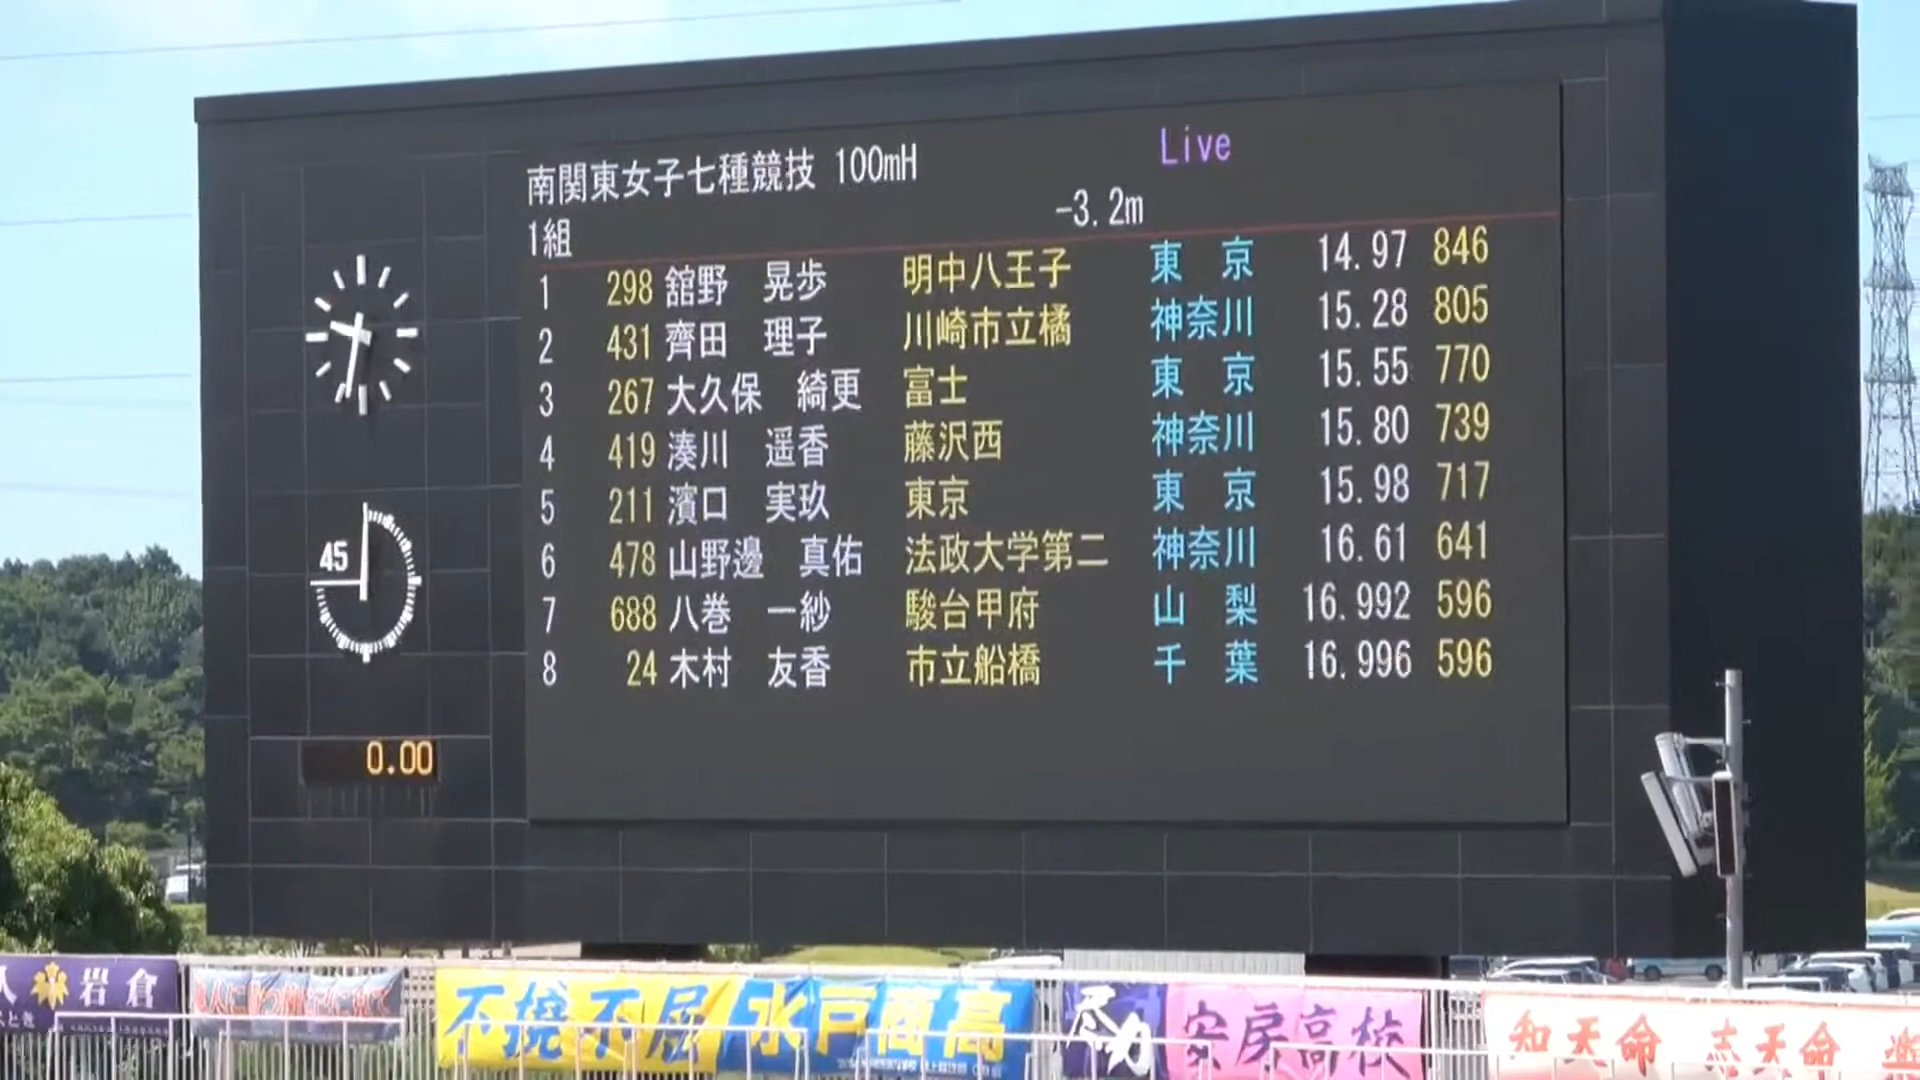 南関東女子七種競技 100mH Live
1組 -3.2m
1 298 舘野 晃歩 明中八王子 東 京 14.97 846
2 431 齊田 理子 川崎市立橘 神奈川 15.28 805
3 267 大久保 綺更 富士 東 京 15.55 770
4 419 湊川 遥香 藤沢西 神奈川 15.80 739
5 211 濱口 実玖 東京 東 京 15.98 717
6 478 山野邊 真佑 法政大学第二 神奈川 16.61 641
7 688 八巻 一紗 駿台甲府 山 梨 16.992 596
8 24 木村 友香 市立船橋 千 葉 16.996 596
45
0.00
岩倉
不撓不屈 水戸商高
尽力
安房高校
知天命 志天命 楽